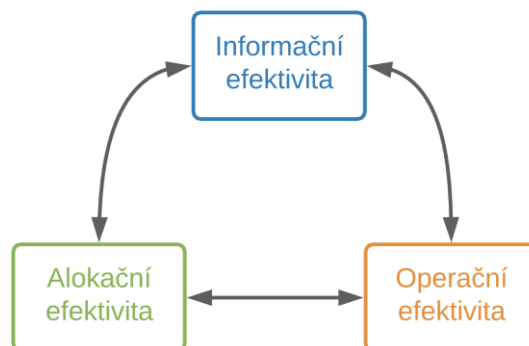 Informační
efektivita
Alokační
efektivita
Operační
efektivita